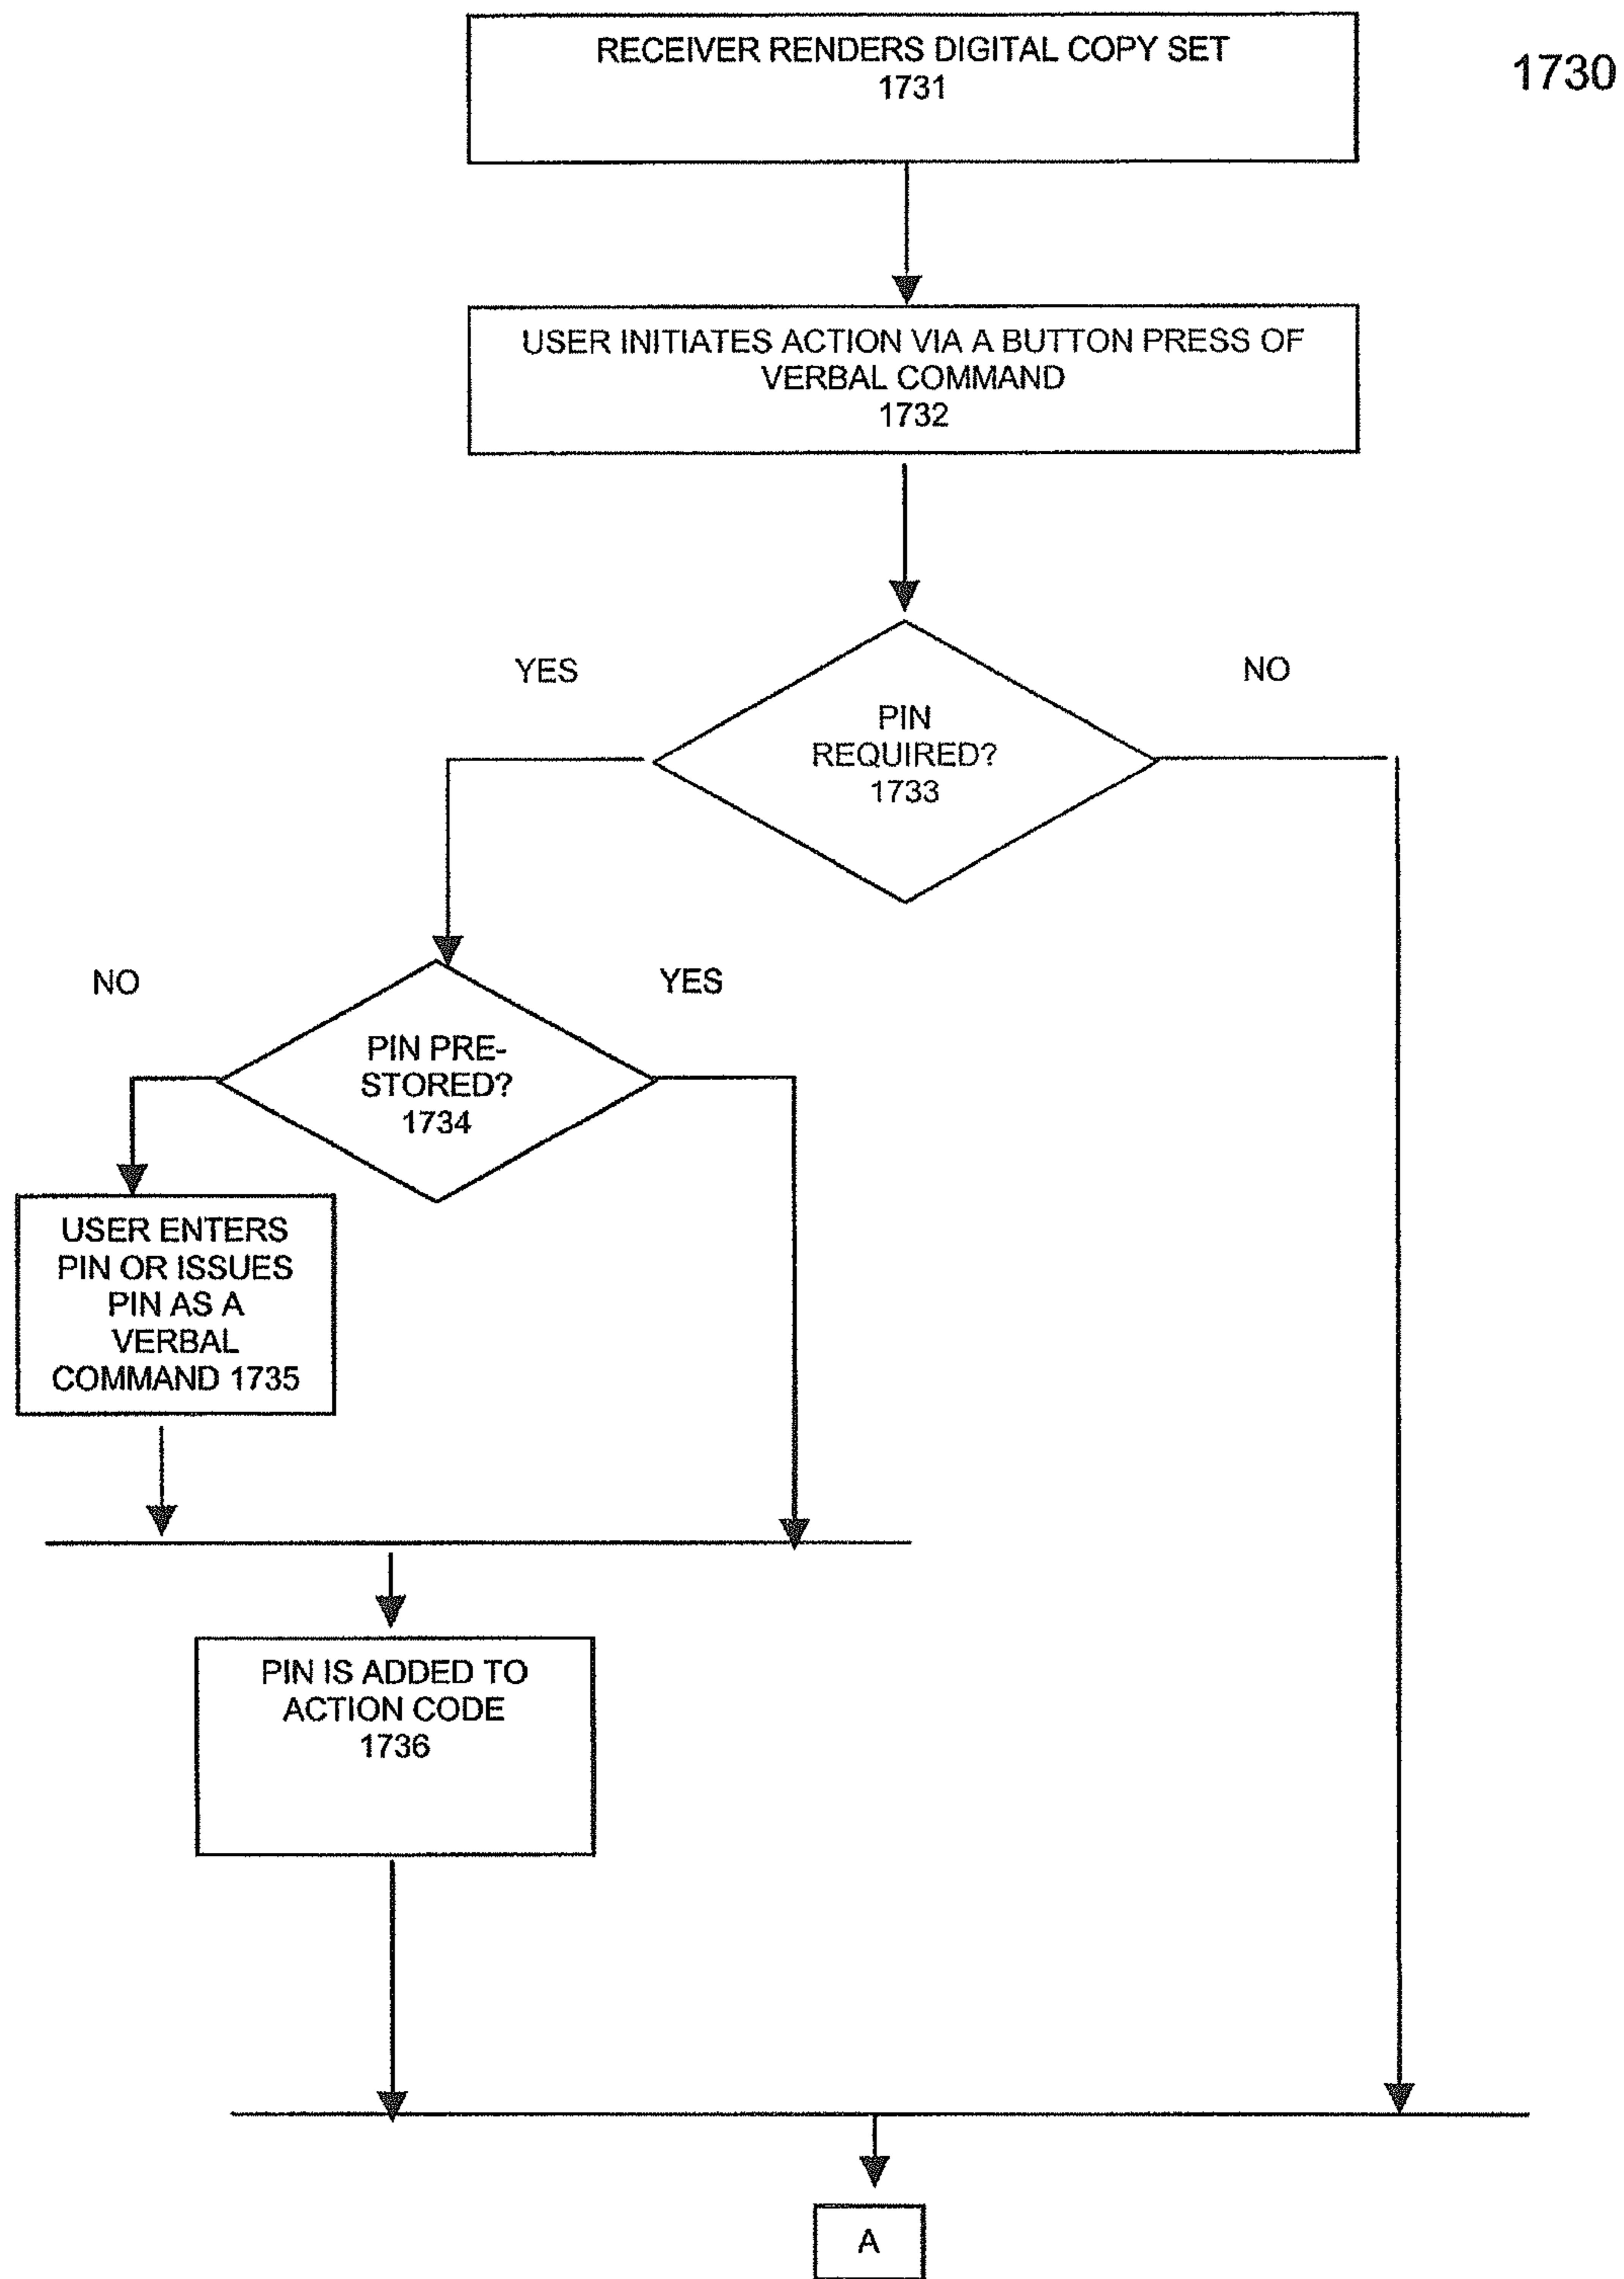 RECEIVER RENDERS DIGITAL COPY SET
1731
1730
USER INITIATES ACTION VIA A BUTTON PRESS OF
VERBAL COMMAND
1732
YES
NO
PIN
REQUIRED?
1733
NO
YES
PIN PRE-
STORED?
1734
USER ENTERS
PIN OR ISSUES
PIN AS A
VERBAL
COMMAND 1735
PIN IS ADDED TO
ACTION CODE
1736
A